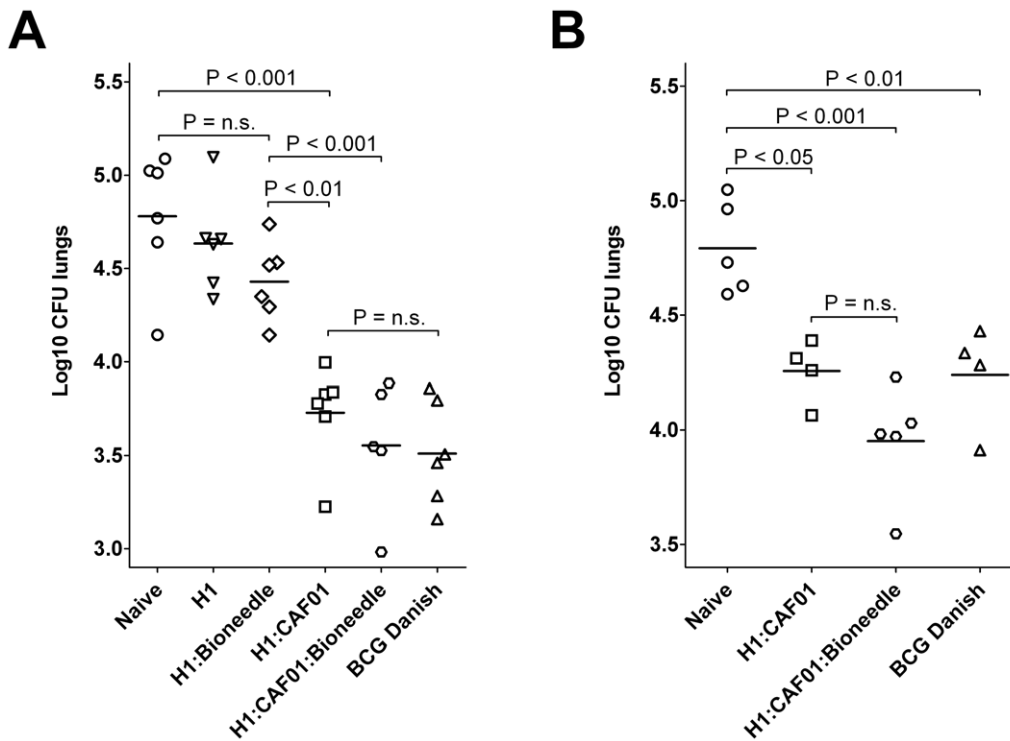 A
Log10 CFU lungs
5.5
5.0
4.5
4.0
3.5
3.0
P < 0.001
P = n.s.
P < 0.001
P < 0.01
P = n.s.
Naive
H1
H1:Bioneedle
H1:CAF01
H1:CAF01:Bioneedle
BCG Danish
B
Log10 CFU lungs
5.5
5.0
4.5
4.0
3.5
P < 0.01
P < 0.001
P < 0.05
P = n.s.
Naive
H1:CAF01
H1:CAF01:Bioneedle
BCG Danish